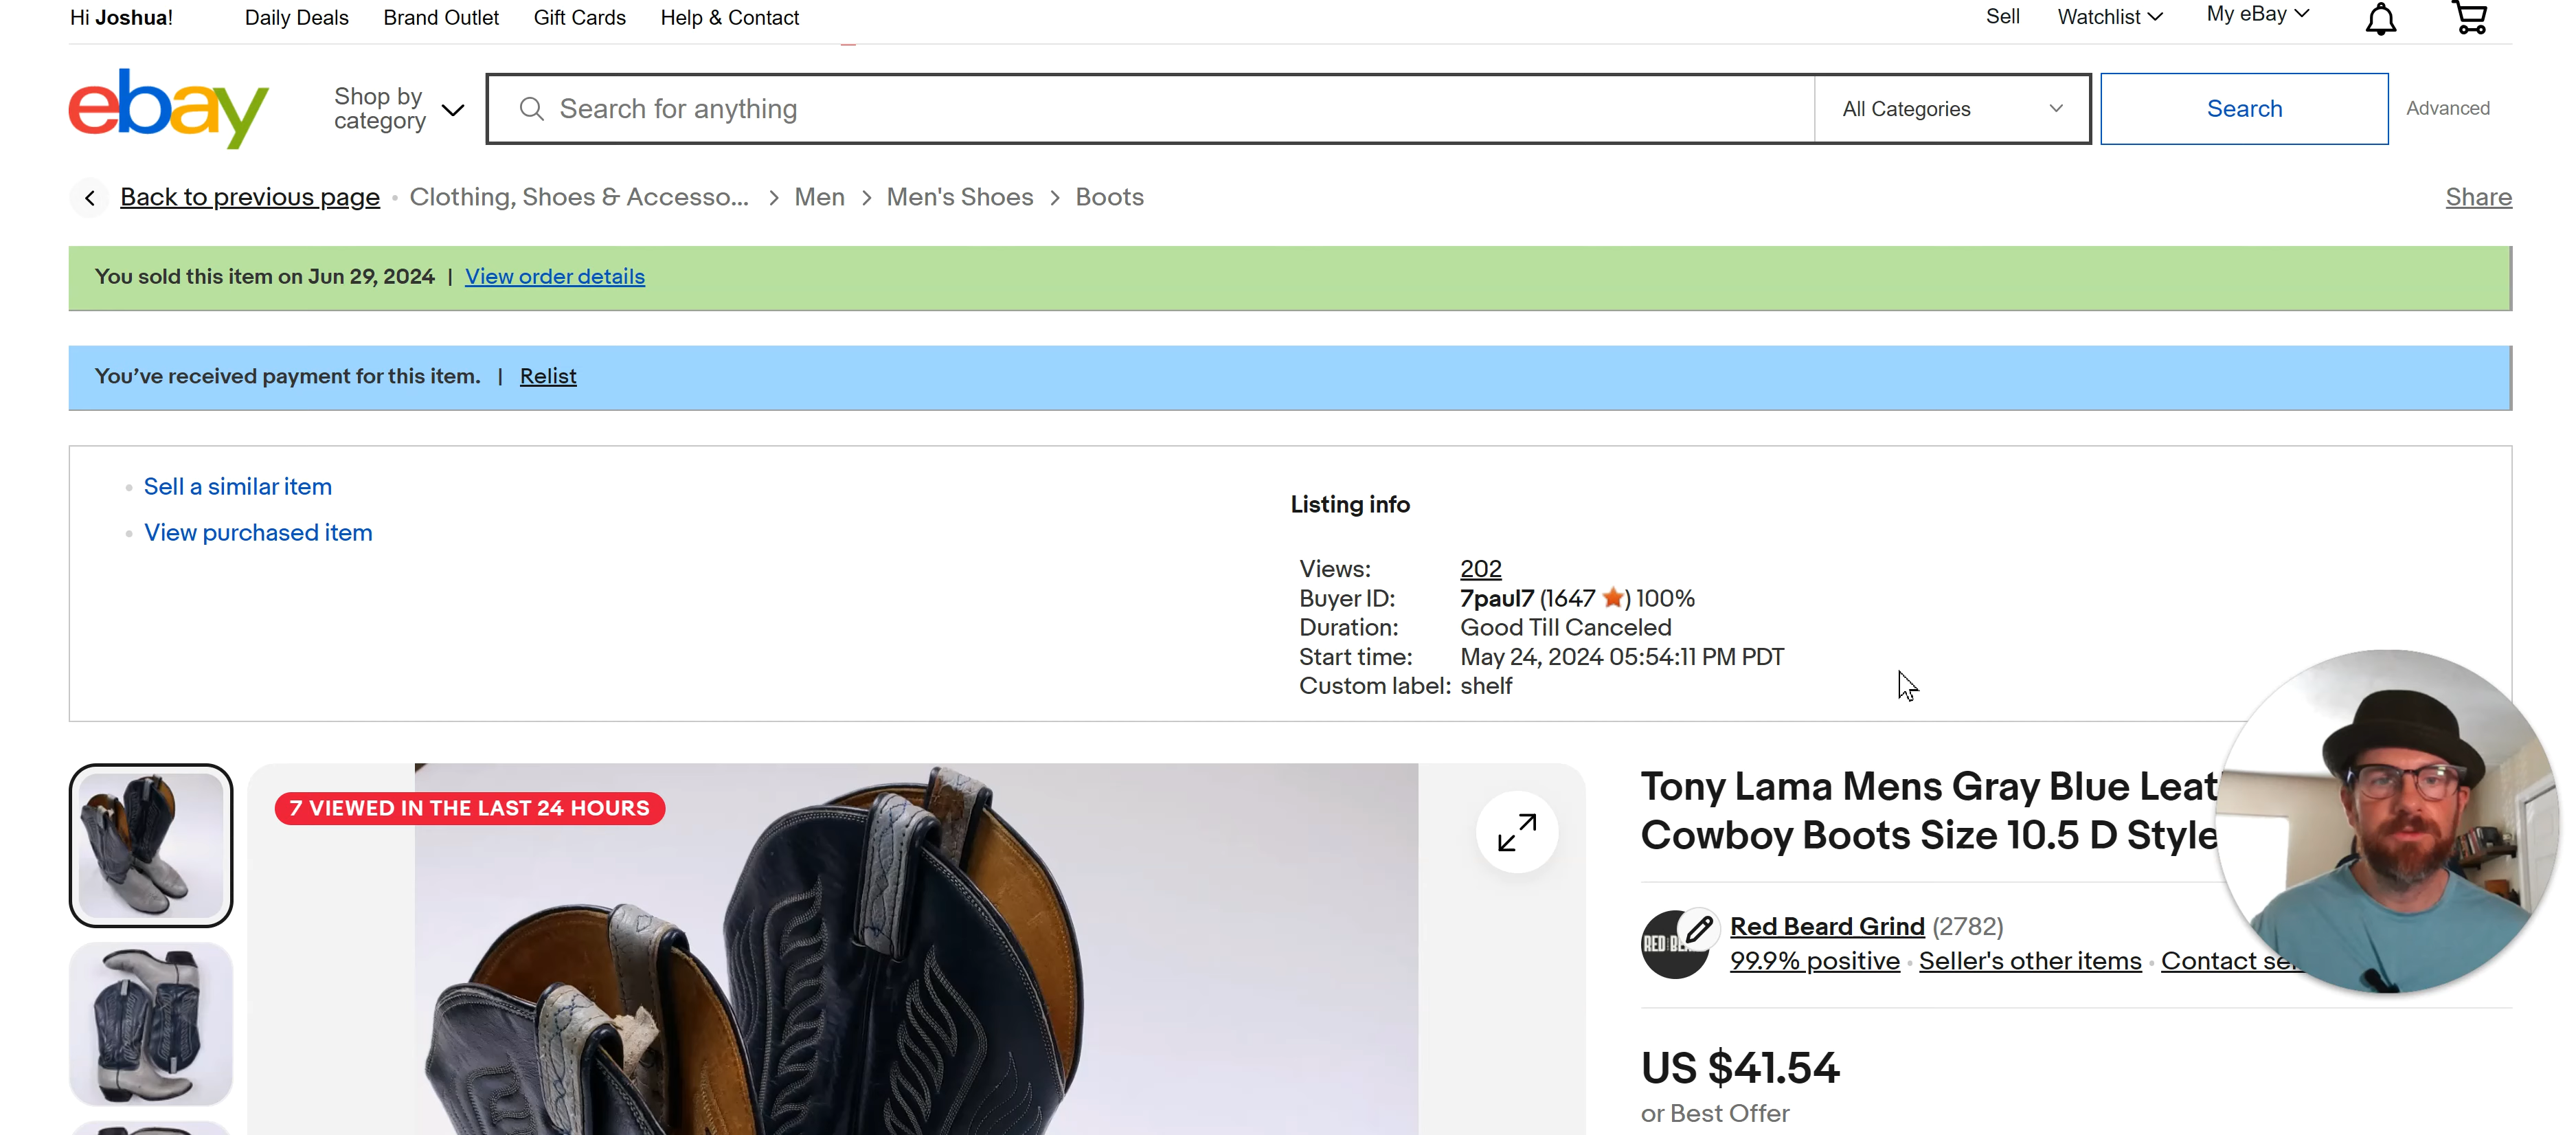 Hi Joshua! Daily Deals Brand Outlet Gift Cards Help & Contact Sell Watchlist My eBay
ebay
Shop by
category
Search for anything
All Categories
Search
Advanced
Back to previous page • Clothing, Shoes & Accesso... > Men > Men's Shoes > Boots
Share
You sold this item on Jun 29, 2024 | View order details
You've received payment for this item. | Relist
• Sell a similar item
• View purchased item
Listing info
Views: 202
Buyer ID: 7paul7 (1647 ) 100%
Duration: Good Till Canceled
Start time: May 24, 2024 05:54:11 PM PDT
Custom label: shelf
7 VIEWED IN THE LAST 24 HOURS
Tony Lama Mens Gray Blue Leat
Cowboy Boots Size 10.5 D Style
Red Beard Grind (2782)
99.9% positive • Seller's other items • Contact se
US $41.54
or Best Offer